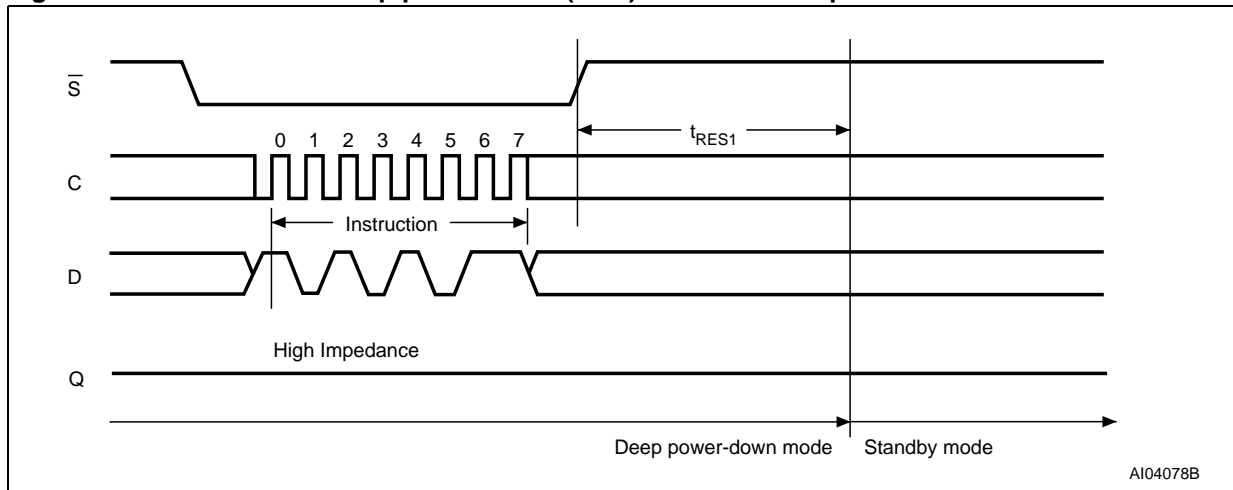 S
0 1 2 3 4 5 6 7
tRES1
C
Instruction
D
High Impedance
Q
Deep power-down mode Standby mode
AI04078B